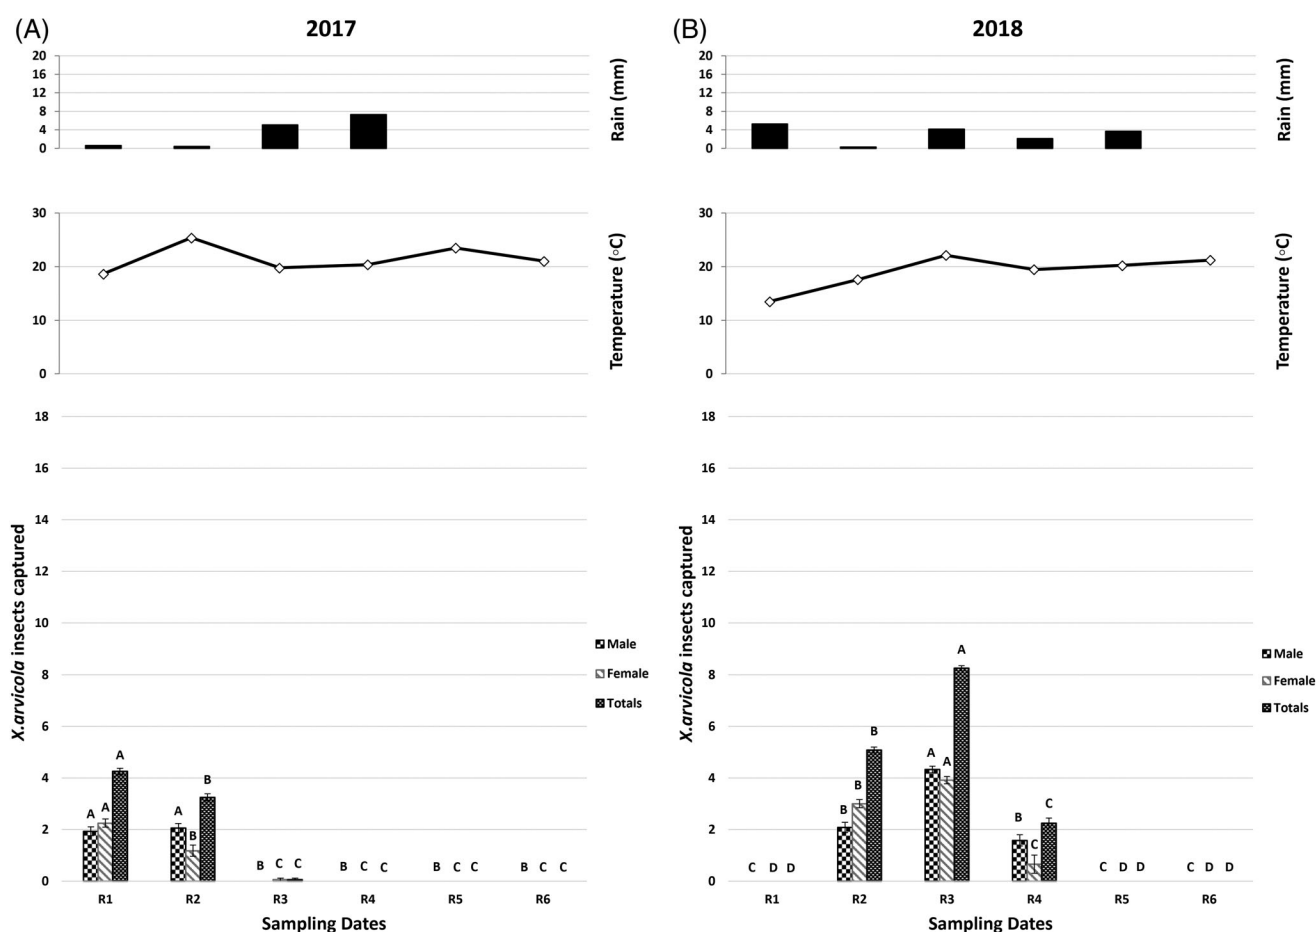 (A)
2017
20
16
12
8
4
0
Rain (mm)
30
20
10
0
Temperature (○C)
18
16
14
12
10
8
6
4
2
0
X.arvicola insects captured
A A A
A B B
B C C
B C C
B C C
B C C
R1 R2 R3 R4 R5 R6
Sampling Dates
Male
Female
Totals
(B)
2018
20
16
12
8
4
0
Rain (mm)
30
20
10
0
Temperature (○C)
18
16
14
12
10
8
6
4
2
0
X.arvicola insects captured
C D D
B B B
A A A
B C C
C D D
C D D
R1 R2 R3 R4 R5 R6
Sampling Dates
Male
Female
Totals